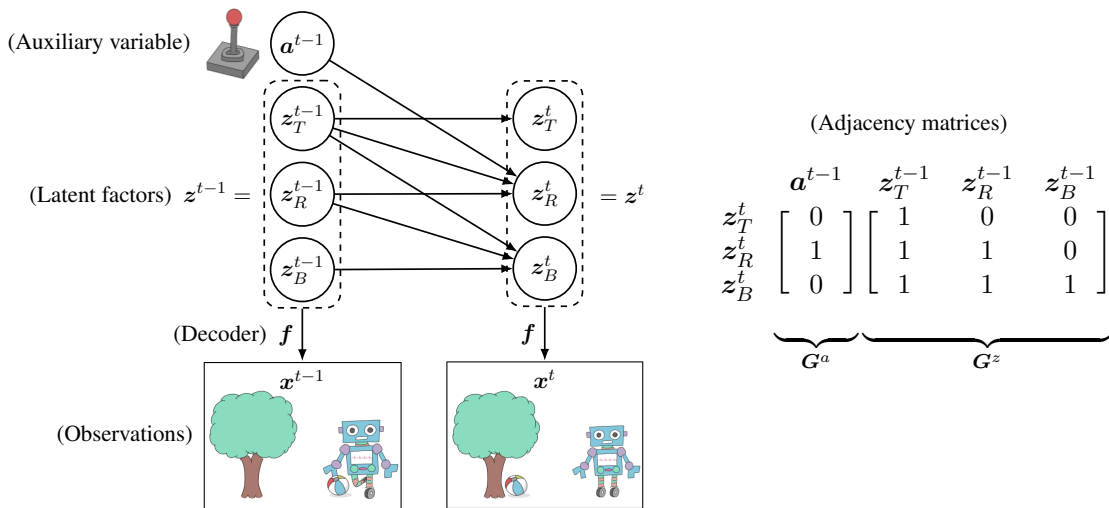 (Auxiliary variable) a^{t−1}
z_T^{t−1} z_T^t
(Latent factors) z^{t−1} = z_R^{t−1} z_R^t = z^t
z_B^{t−1} z_B^t
(Decoder) f f
x^{t−1} x^t
(Observations)
(Adjacency matrices)
a^{t−1} z_T^{t−1} z_R^{t−1} z_B^{t−1}
z_T^t [ 0 ] [ 1 0 0 ]
z_R^t [ 1 ] [ 1 1 0 ]
z_B^t [ 0 ] [ 1 1 1 ]
G^a G^z